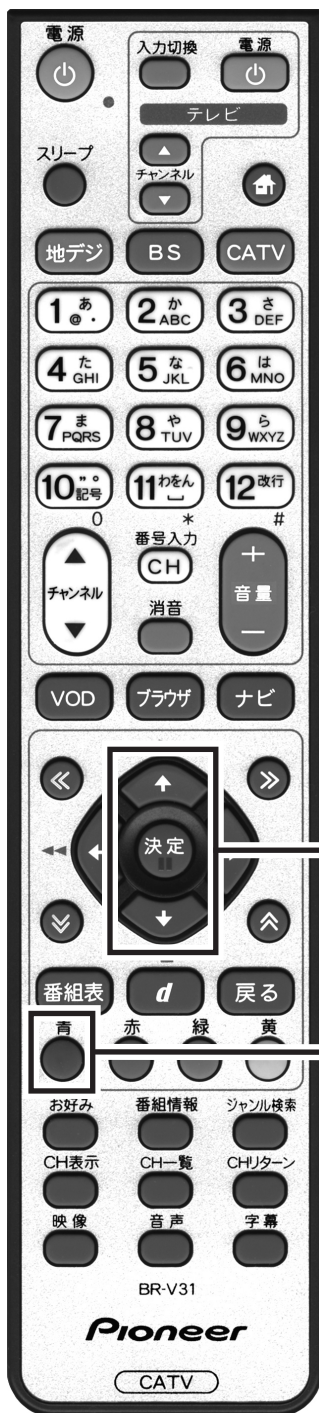 電源
入力切換 電源
テレビ
スリープ
チャンネル
地デジ BS CATV
1 あ @. 2 か ABC 3 さ DEF
4 た GHI 5 な JKL 6 は MNO
7 ま PQRS 8 や TUV 9 ら WXYZ
10 ゛゜ 記号 11 わをん 12 改行
0 * #
番号入力
CH
チャンネル
音量
消音
VOD ブラウザ ナビ
決定
番組表 d 戻る
青 赤 緑 黄
お好み 番組情報 ジャンル検索
CH表示 CH一覧 CHリターン
映像 音声 字幕
BR-V31
Pioneer
CATV